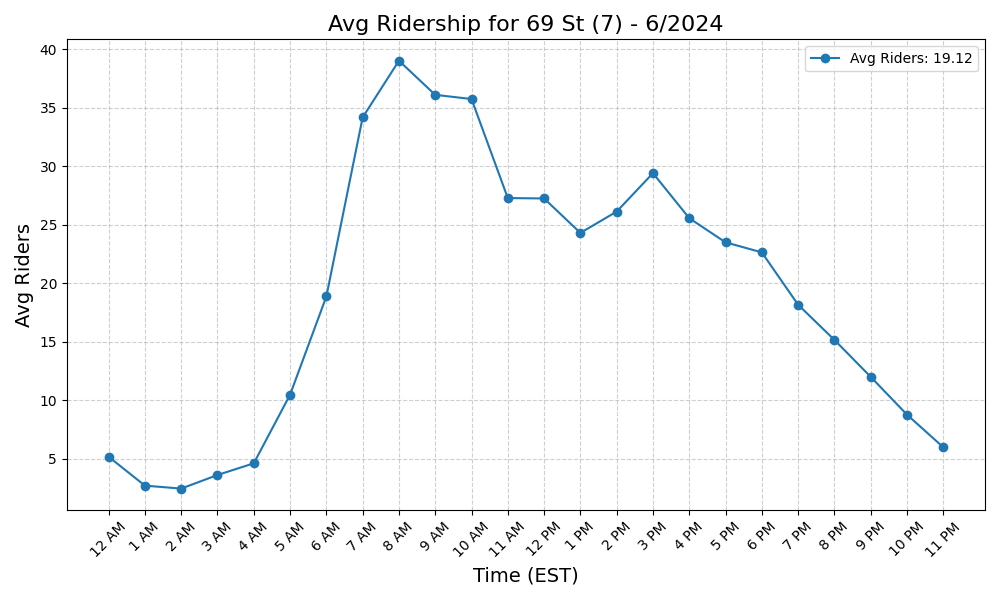 Avg Ridership for 69 St (7) - 6/2024
Avg Riders: 19.12
Avg Riders
40
35
30
25
20
15
10
5
12 AM
1 AM
2 AM
3 AM
4 AM
5 AM
6 AM
7 AM
8 AM
9 AM
10 AM
11 AM
12 PM
1 PM
2 PM
3 PM
4 PM
5 PM
6 PM
7 PM
8 PM
9 PM
10 PM
11 PM
Time (EST)